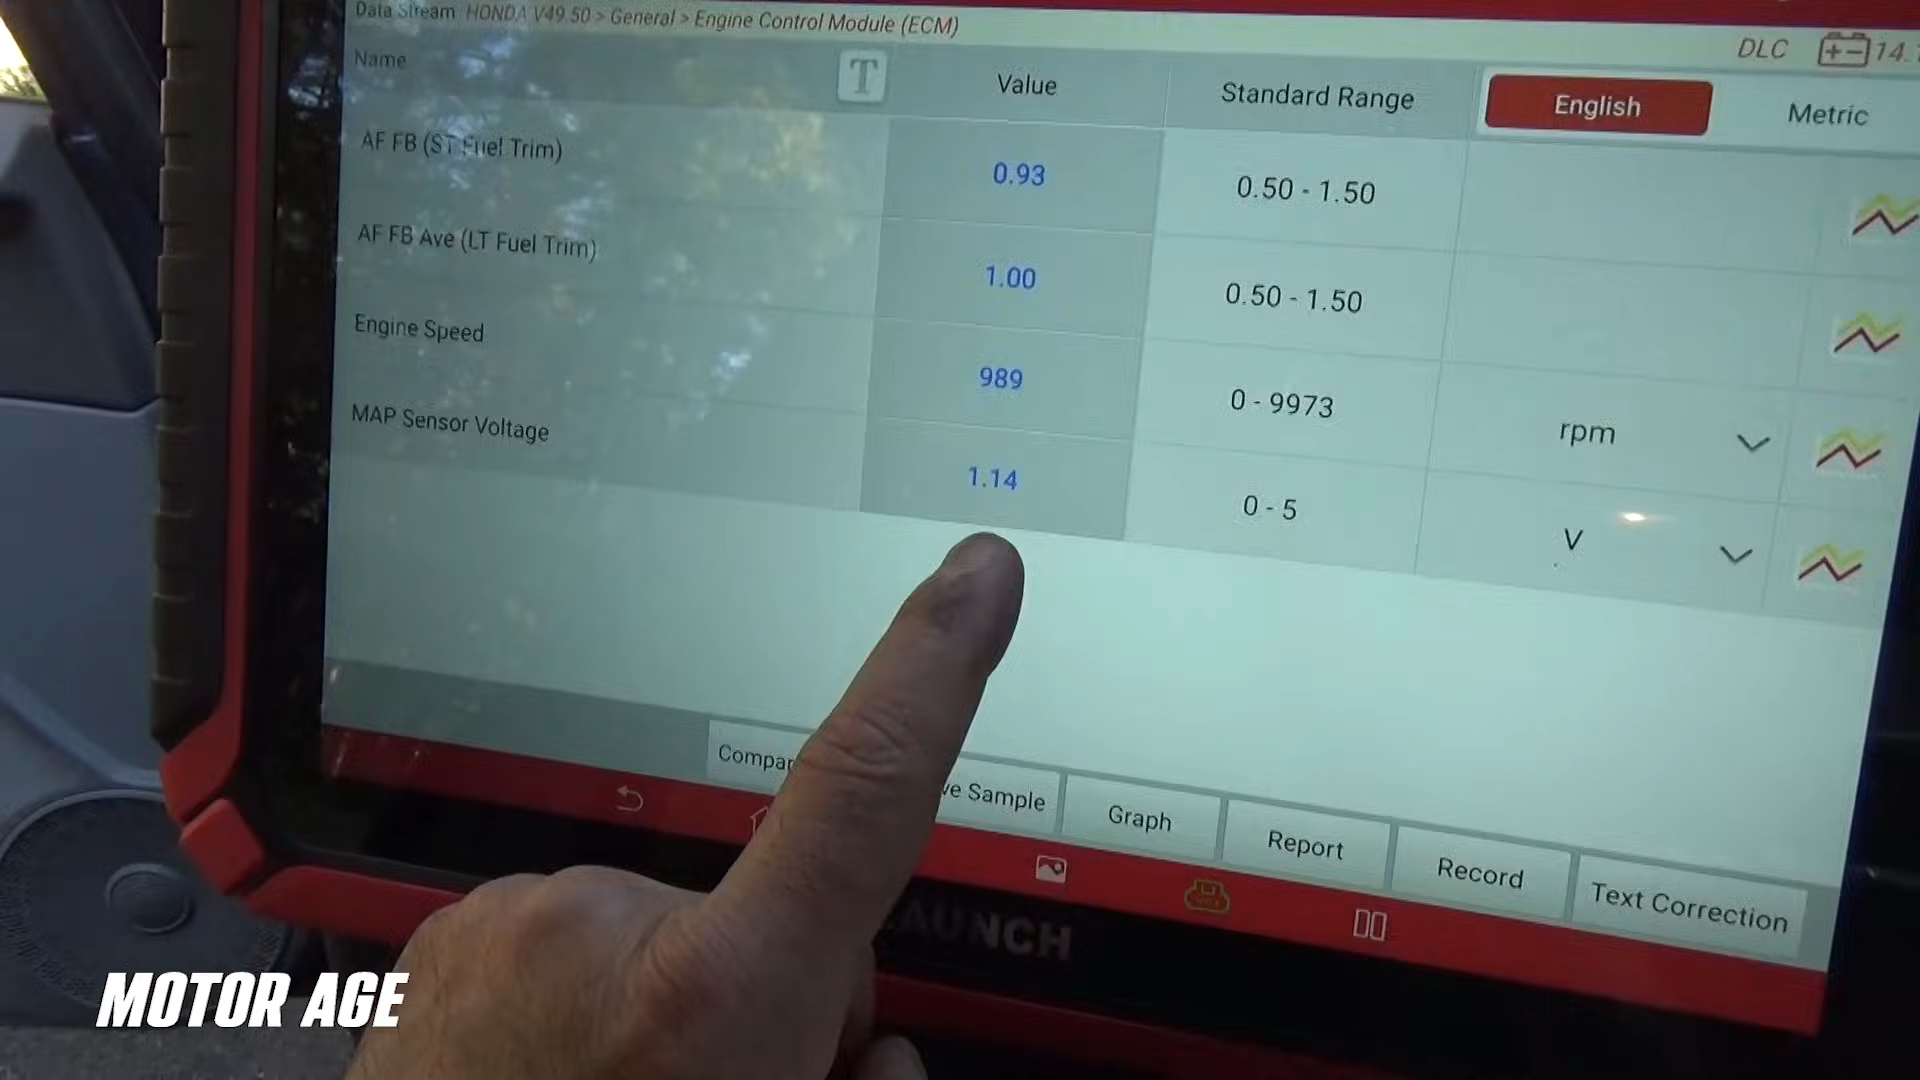 Data Stream HONDA V49.50 > General > Engine Control Module (ECM)
DLC 14.
Name T Value Standard Range English Metric
AF FB (ST Fuel Trim) 0.93 0.50 - 1.50
AF FB Ave (LT Fuel Trim) 1.00 0.50 - 1.50
Engine Speed 989 0 - 9973 rpm
MAP Sensor Voltage 1.14 0 - 5 V
Compar ve Sample Graph Report Record Text Correction
LAUNCH
MOTOR AGE